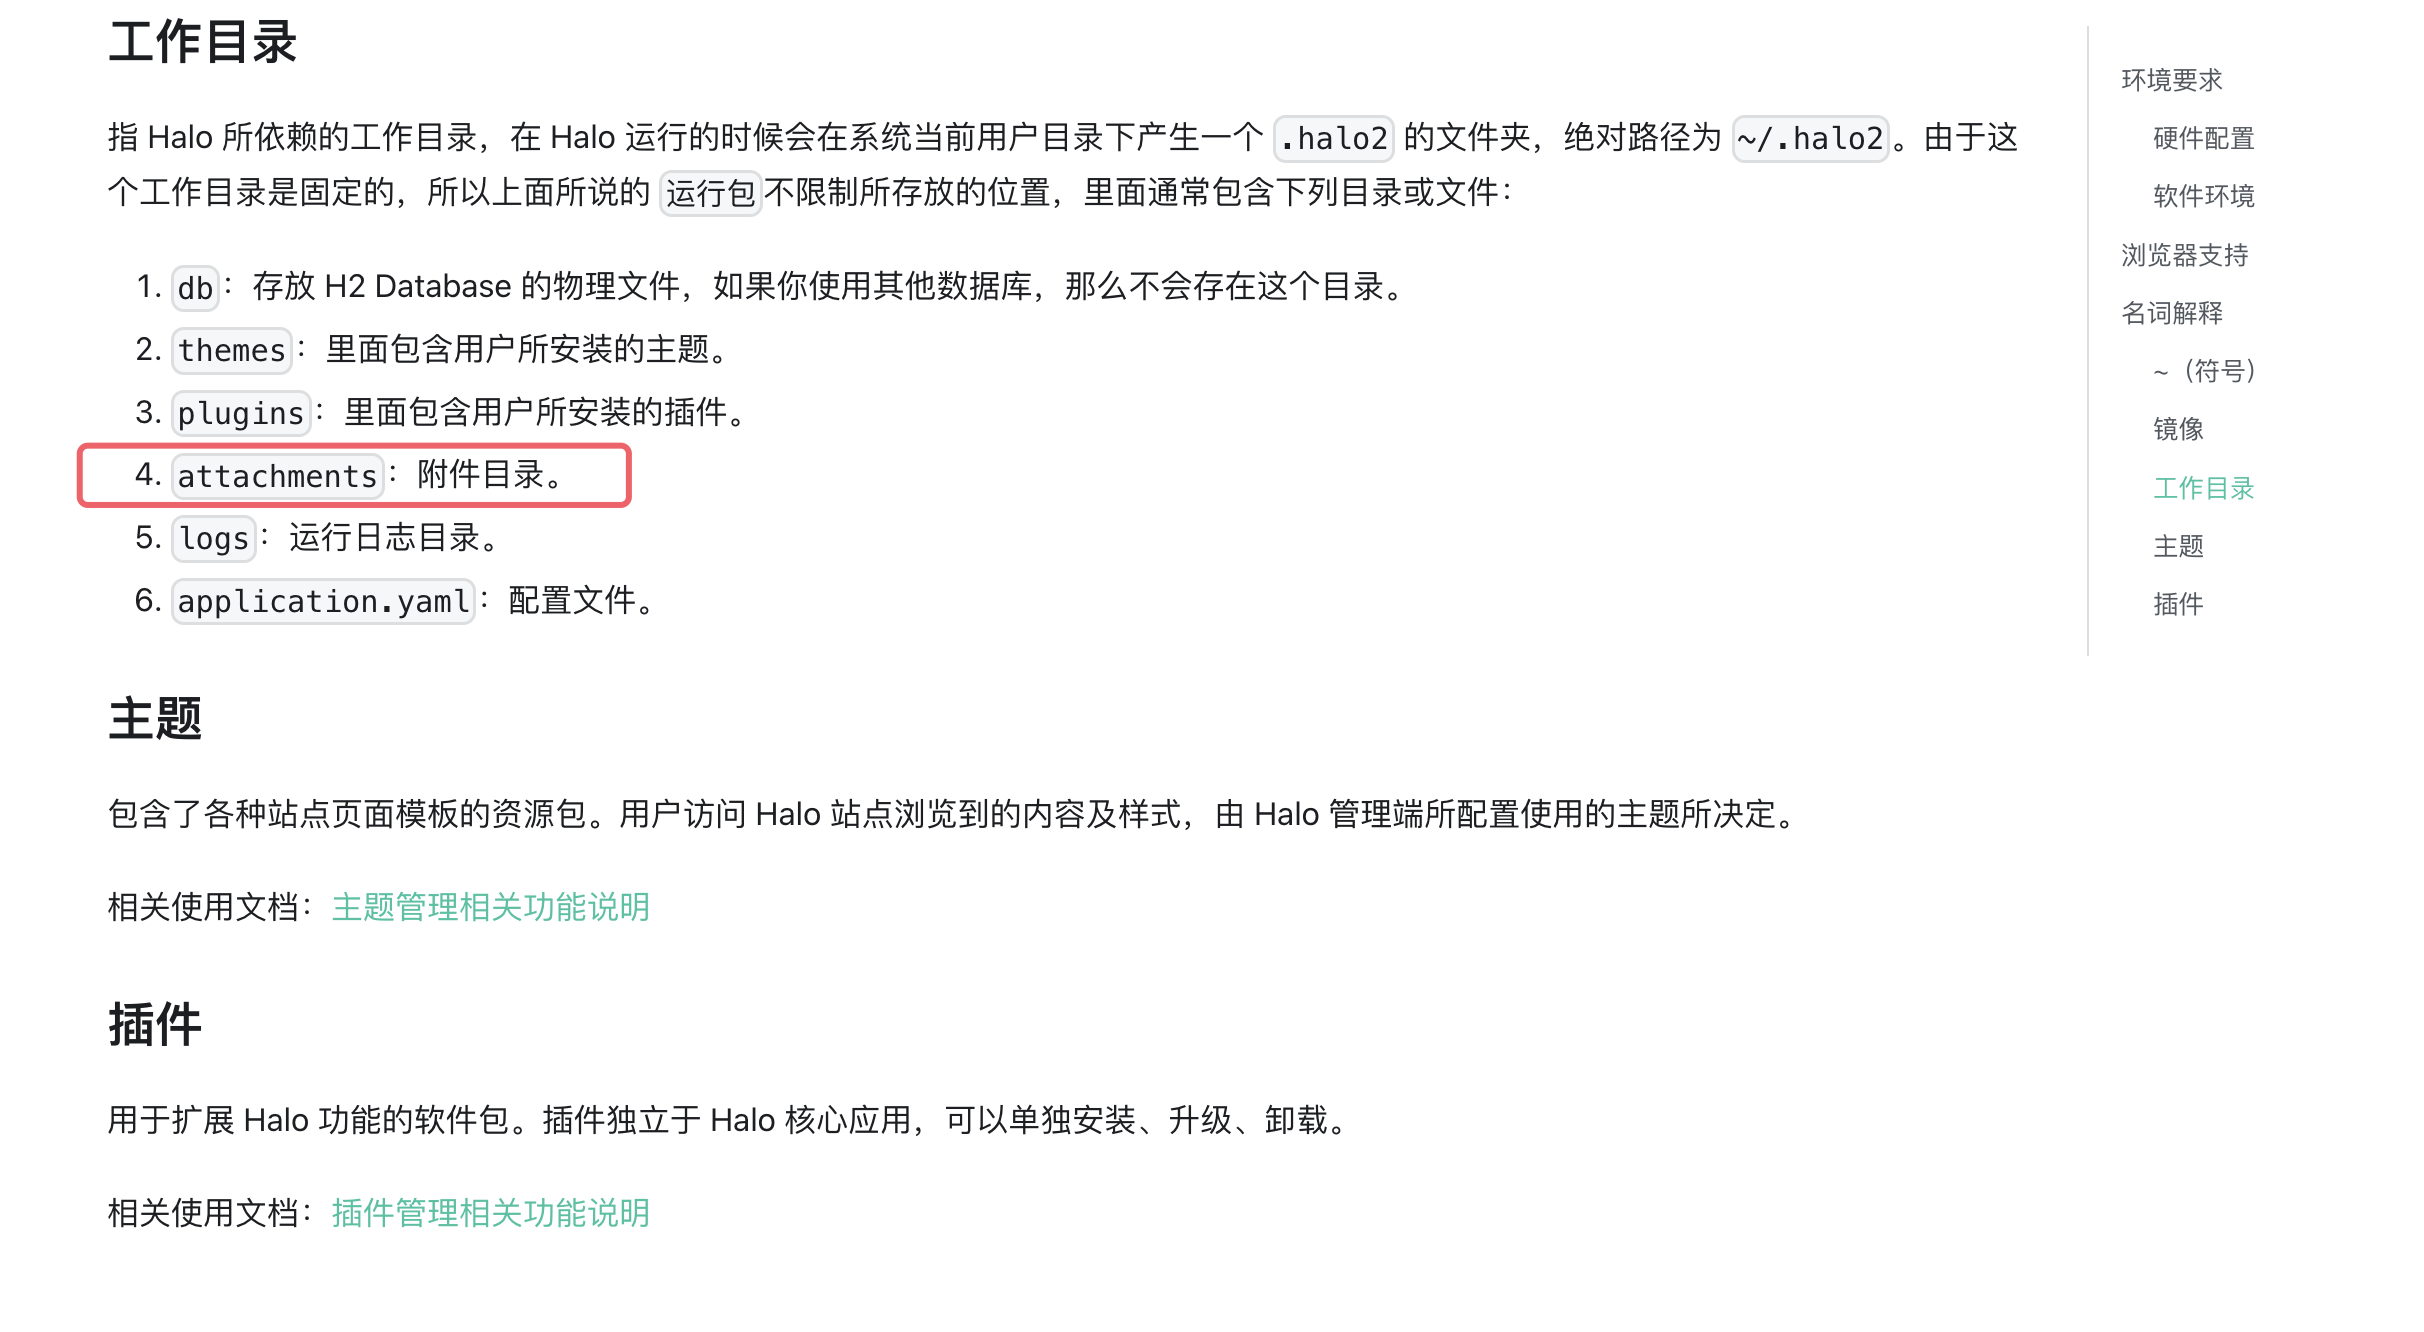 工作目录
指 Halo 所依赖的工作目录，在 Halo 运行的时候会在系统当前用户目录下产生一个 .halo2 的文件夹，绝对路径为 ~/.halo2。由于这
个工作目录是固定的，所以上面所说的 运行包不限制所存放的位置，里面通常包含下列目录或文件：
1. db：存放 H2 Database 的物理文件，如果你使用其他数据库，那么不会存在这个目录。
2. themes：里面包含用户所安装的主题。
3. plugins：里面包含用户所安装的插件。
4. attachments：附件目录。
5. logs：运行日志目录。
6. application.yaml：配置文件。
主题
包含了各种站点页面模板的资源包。用户访问 Halo 站点浏览到的内容及样式，由 Halo 管理端所配置使用的主题所决定。
相关使用文档：主题管理相关功能说明
插件
用于扩展 Halo 功能的软件包。插件独立于 Halo 核心应用，可以单独安装、升级、卸载。
相关使用文档：插件管理相关功能说明
环境要求
硬件配置
软件环境
浏览器支持
名词解释
~（符号）
镜像
工作目录
主题
插件